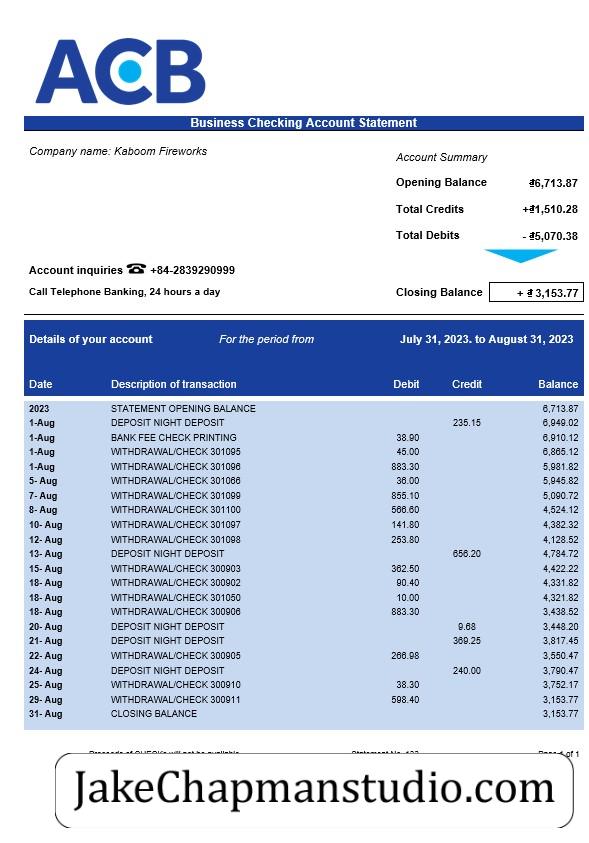 ACB
Business Checking Account Statement
Company name: Kaboom Fireworks
Account Summary
Opening Balance ₫6,713.87
Total Credits +₫1,510.28
Total Debits - ₫5,070.38
Account inquiries ☎ +84-2839290999
Call Telephone Banking, 24 hours a day
Closing Balance + ₫ 3,153.77
Details of your account For the period from July 31, 2023. to August 31, 2023
Date Description of transaction Debit Credit Balance
2023 STATEMENT OPENING BALANCE 6,713.87
1-Aug DEPOSIT NIGHT DEPOSIT 235.15 6,949.02
1-Aug BANK FEE CHECK PRINTING 38.90 6,910.12
1-Aug WITHDRAWAL/CHECK 301095 45.00 6,865.12
1-Aug WITHDRAWAL/CHECK 301096 883.30 5,981.82
5- Aug WITHDRAWAL/CHECK 301066 36.00 5,945.82
7- Aug WITHDRAWAL/CHECK 301099 855.10 5,090.72
8- Aug WITHDRAWAL/CHECK 301100 566.60 4,524.12
10- Aug WITHDRAWAL/CHECK 301097 141.80 4,382.32
12- Aug WITHDRAWAL/CHECK 301098 253.80 4,128.52
13- Aug DEPOSIT NIGHT DEPOSIT 656.20 4,784.72
15- Aug WITHDRAWAL/CHECK 300903 362.50 4,422.22
18- Aug WITHDRAWAL/CHECK 300902 90.40 4,331.82
18- Aug WITHDRAWAL/CHECK 301050 10.00 4,321.82
18- Aug WITHDRAWAL/CHECK 300906 883.30 3,438.52
20- Aug DEPOSIT NIGHT DEPOSIT 9.68 3,448.20
21- Aug DEPOSIT NIGHT DEPOSIT 369.25 3,817.45
22- Aug WITHDRAWAL/CHECK 300905 266.98 3,550.47
24- Aug DEPOSIT NIGHT DEPOSIT 240.00 3,790.47
25- Aug WITHDRAWAL/CHECK 300910 38.30 3,752.17
29- Aug WITHDRAWAL/CHECK 300911 598.40 3,153.77
31- Aug CLOSING BALANCE 3,153.77
Proceeds of CHECKs will not be available Statement No. Page 1 of 1
JakeChapmanstudio.com